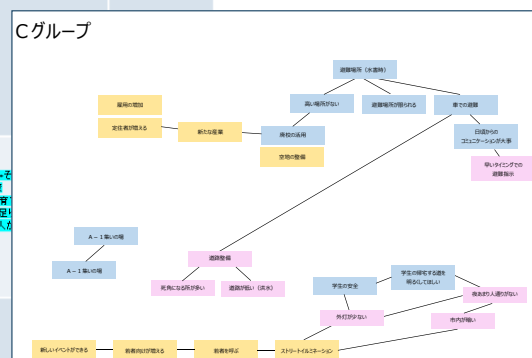 Cグループ
避難場所（水害時）
高い場所がない
避難場所が限られる
車での避難
雇用の増加
定住者が増える
新たな産業
廃校の活用
空地の整備
日頃からの
コミュニケーションが大事
早いタイミングでの
避難指示
A－1集いの場
A－1集いの場
道路整備
死角になる所が多い
道路が低い（洪水）
学生の安全
学生の帰宅する道を
明るくしてほしい
夜あまり人通りがない
外灯が少ない
市内が暗い
新しいイベントができる
若者向けが増える
若者を呼ぶ
ストリートイルミネーション